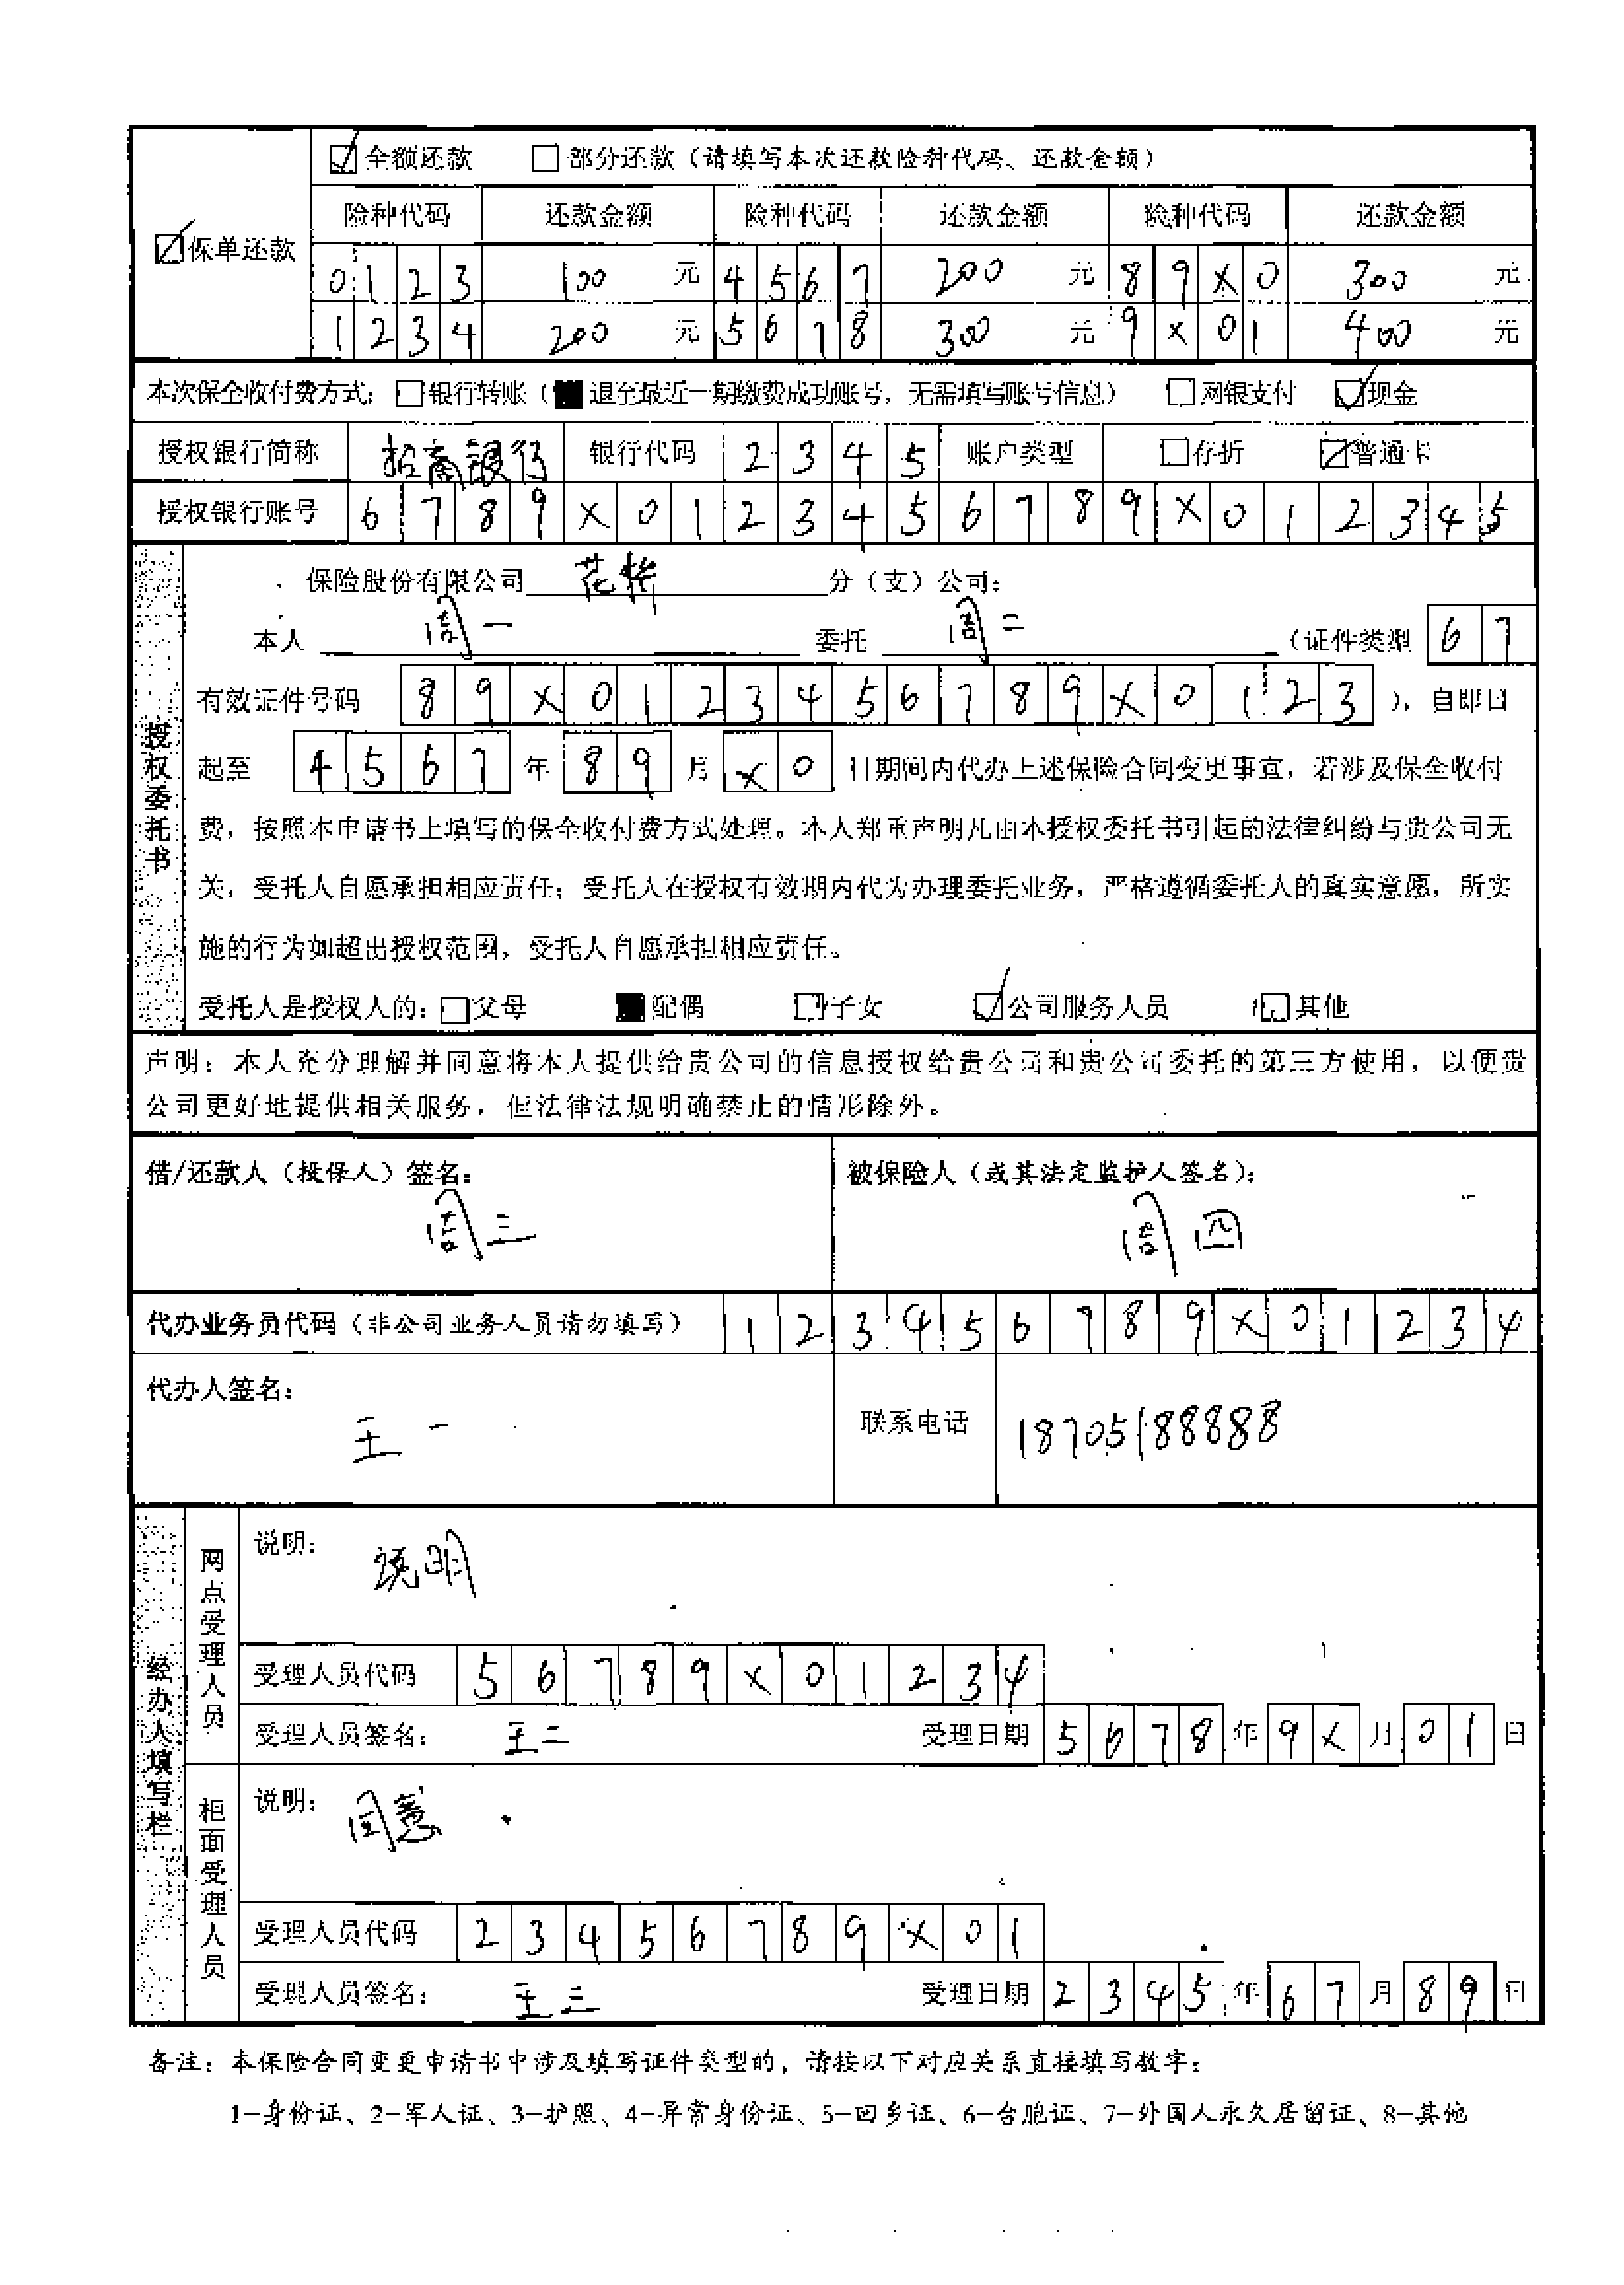 ☑保单还款
☑全额还款 □部分还款（请填写本次还款险种代码、还款金额）
险种代码 还款金额 险种代码 还款金额 险种代码 还款金额
0123 100 元 4567 200 元 89X0 300 元
1234 200 元 5678 300 元 9X01 400 元
本次保全收付费方式：□银行转账（■退至最近一期缴费成功账号，无需填写账号信息） □网银支付 ☑现金
授权银行简称 招商银行 银行代码 2345 账户类型 □存折 ☑普通卡
授权银行账号 6789X0123456789X012345
授权委托书
保险股份有限公司 分（支）公司：
本人 周一 委托 周二 （证件类型 67
有效证件号码 89X0123456789X0123 ），自即日
起至 4567 年 89 月 X0 日期间内代办上述保险合同变更事宜，若涉及保全收付
费，按照本申请书上填写的保全收付费方式处理。本人郑重声明凡由本授权委托书引起的法律纠纷与贵公司无
关，受托人自愿承担相应责任；受托人在授权有效期内代为办理委托业务，严格遵循委托人的真实意愿，所实
施的行为如超出授权范围，受托人自愿承担相应责任。
受托人是授权人的：□父母 ■配偶 □子女 ☑公司服务人员 □其他
声明：本人充分理解并同意将本人提供给贵公司的信息授权给贵公司和贵公司委托的第三方使用，以便贵
公司更好地提供相关服务，但法律法规明确禁止的情形除外。
借/还款人（投保人）签名： 被保险人（或其法定监护人签名）：
周三 周四
代办业务员代码（非公司业务人员请勿填写） 123456789X01234
代办人签名：
王一 联系电话 18705188888
经办人填写栏
网点受理人员
说明： 说明
受理人员代码 56789X01234
受理人员签名： 王二 受理日期 5678 年 9X 月 01 日
柜面受理人员
说明： 同意
受理人员代码 23456789X01
受理人员签名： 王三 受理日期 2345 年 67 月 89 日
备注：本保险合同变更申请书中涉及填写证件类型的，请按以下对应关系直接填写数字：
1-身份证、2-军人证、3-护照、4-异常身份证、5-回乡证、6-台胞证、7-外国人永久居留证、8-其他